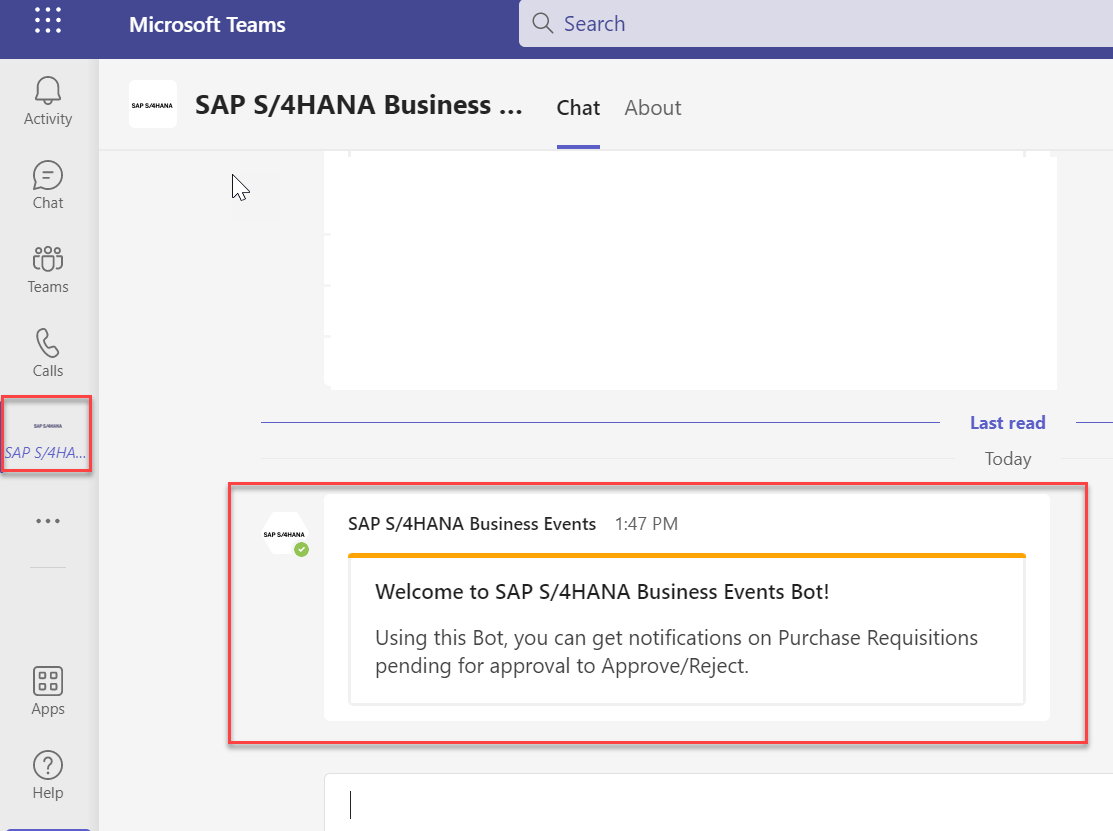 Microsoft Teams
Search
Activity
Chat
Teams
Calls
SAP S/4HANA
SAP S/4HA...
Apps
Help
SAP S/4HANA
SAP S/4HANA Business ...
Chat
About
Last read
Today
SAP S/4HANA
SAP S/4HANA Business Events 1:47 PM
Welcome to SAP S/4HANA Business Events Bot!
Using this Bot, you can get notifications on Purchase Requisitions
pending for approval to Approve/Reject.